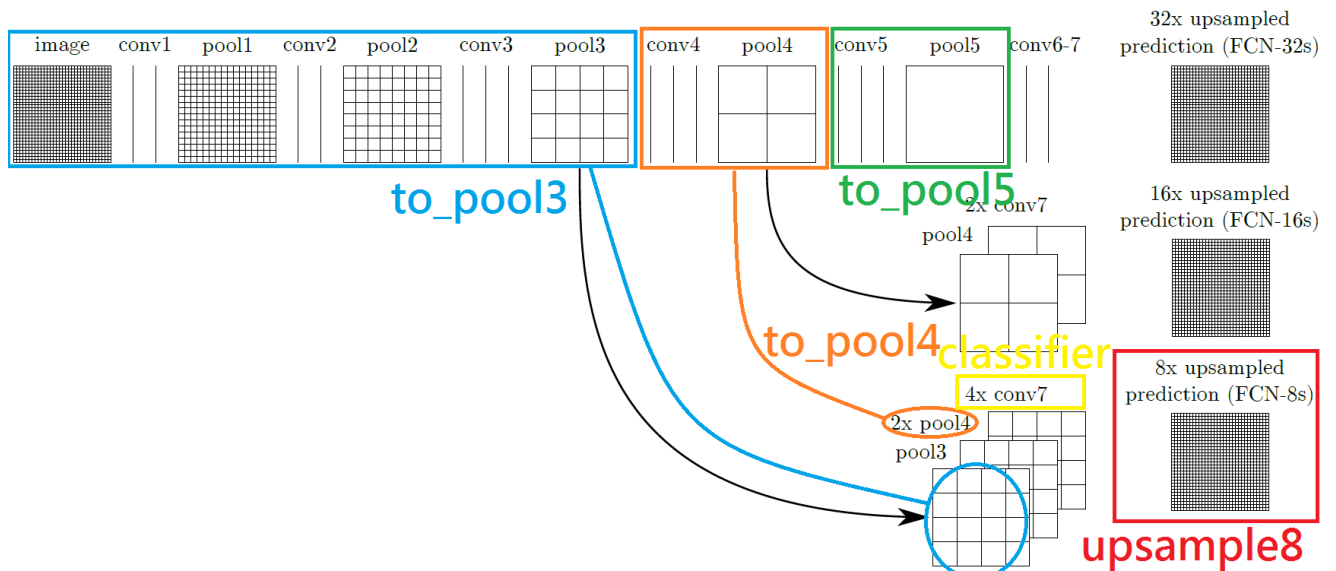 32x upsampled
prediction (FCN-32s)
image conv1 pool1 conv2 pool2 conv3 pool3 conv4 pool4 conv5 pool5 conv6-7
to_pool3
to_pool5
16x upsampled
prediction (FCN-16s)
2x conv7
pool4
to_pool4
classifier
8x upsampled
prediction (FCN-8s)
4x conv7
2x pool4
pool3
upsample8